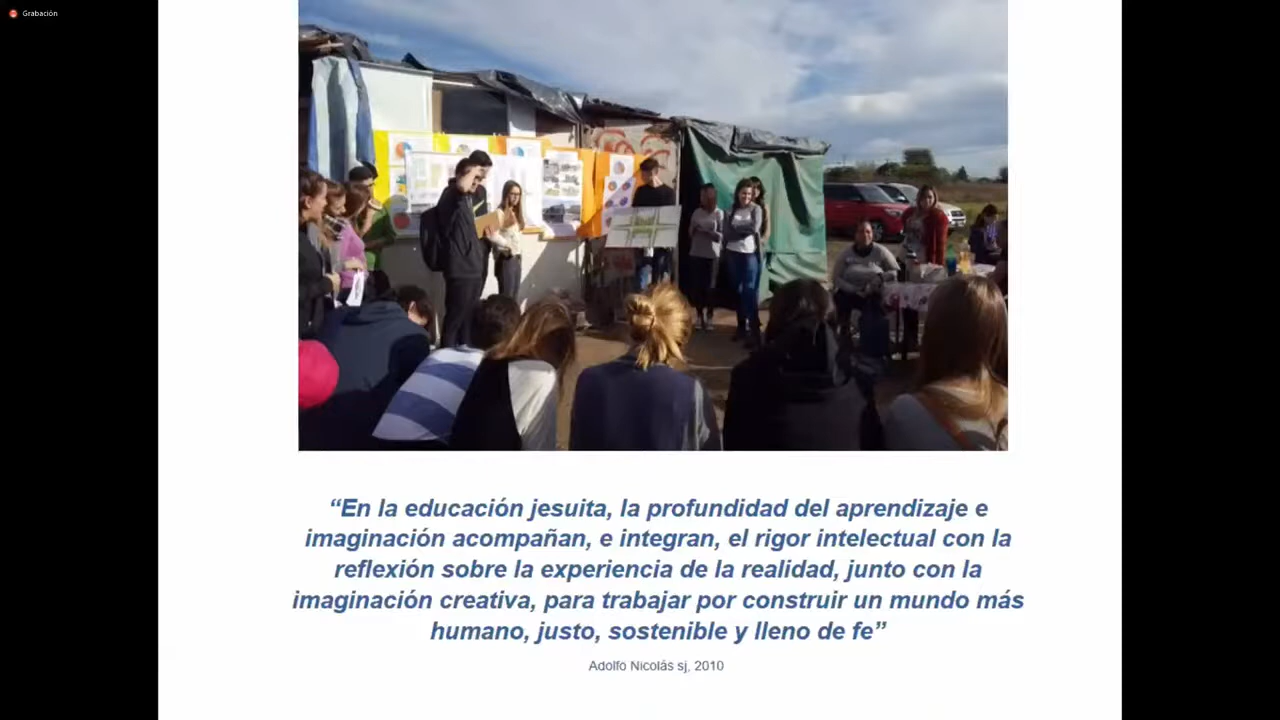 Grabación
“En la educación jesuita, la profundidad del aprendizaje e
imaginación acompañan, e integran, el rigor intelectual con la
reflexión sobre la experiencia de la realidad, junto con la
imaginación creativa, para trabajar por construir un mundo más
humano, justo, sostenible y lleno de fe”
Adolfo Nicolás sj, 2010